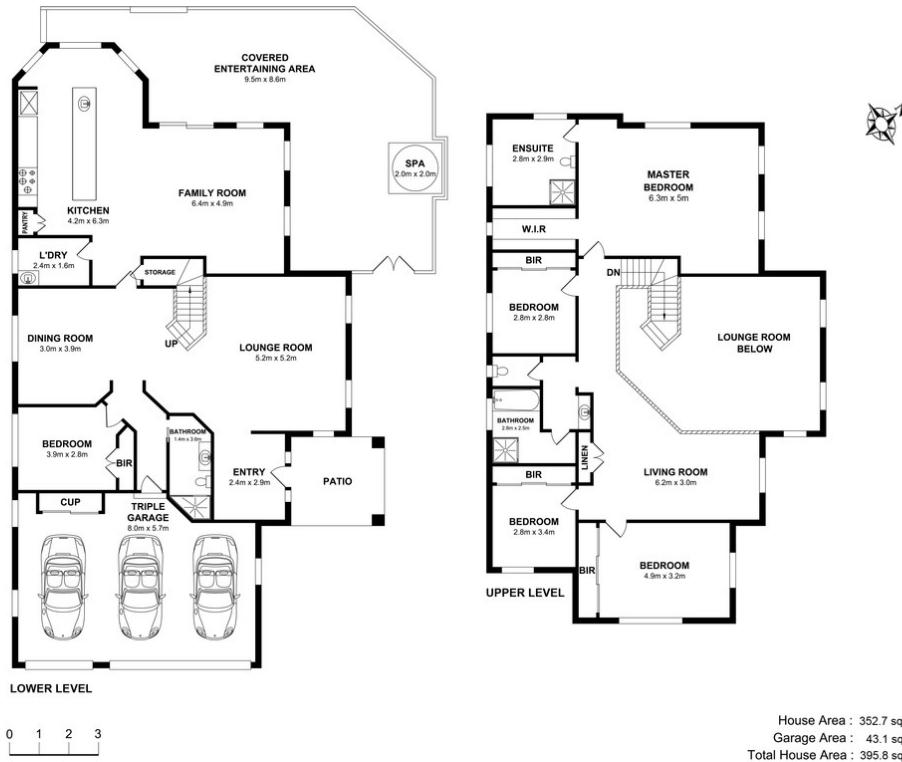 COVERED
ENTERTAINING AREA
9.5m x 8.6m
SPA
2.0m x 2.0m
FAMILY ROOM
6.4m x 4.9m
KITCHEN
4.2m x 6.3m
PANTRY
L'DRY
2.4m x 1.6m
STORAGE
DINING ROOM
3.0m x 3.9m
UP
LOUNGE ROOM
5.2m x 5.2m
BEDROOM
3.9m x 2.8m
BIR
BATHROOM
1.4m x 3.6m
ENTRY
2.4m x 2.9m
PATIO
CUP
TRIPLE
GARAGE
8.0m x 5.7m
LOWER LEVEL
0 1 2 3
ENSUITE
2.8m x 2.9m
MASTER
BEDROOM
6.3m x 5m
W.I.R
BIR
DN
BEDROOM
2.8m x 2.8m
LOUNGE ROOM
BELOW
BATHROOM
2.8m x 2.5m
LINEN
LIVING ROOM
6.2m x 3.0m
BIR
BEDROOM
2.8m x 3.4m
BIR
BEDROOM
4.9m x 3.2m
UPPER LEVEL
House Area : 352.7 sq
Garage Area : 43.1 sq
Total House Area : 395.8 sq